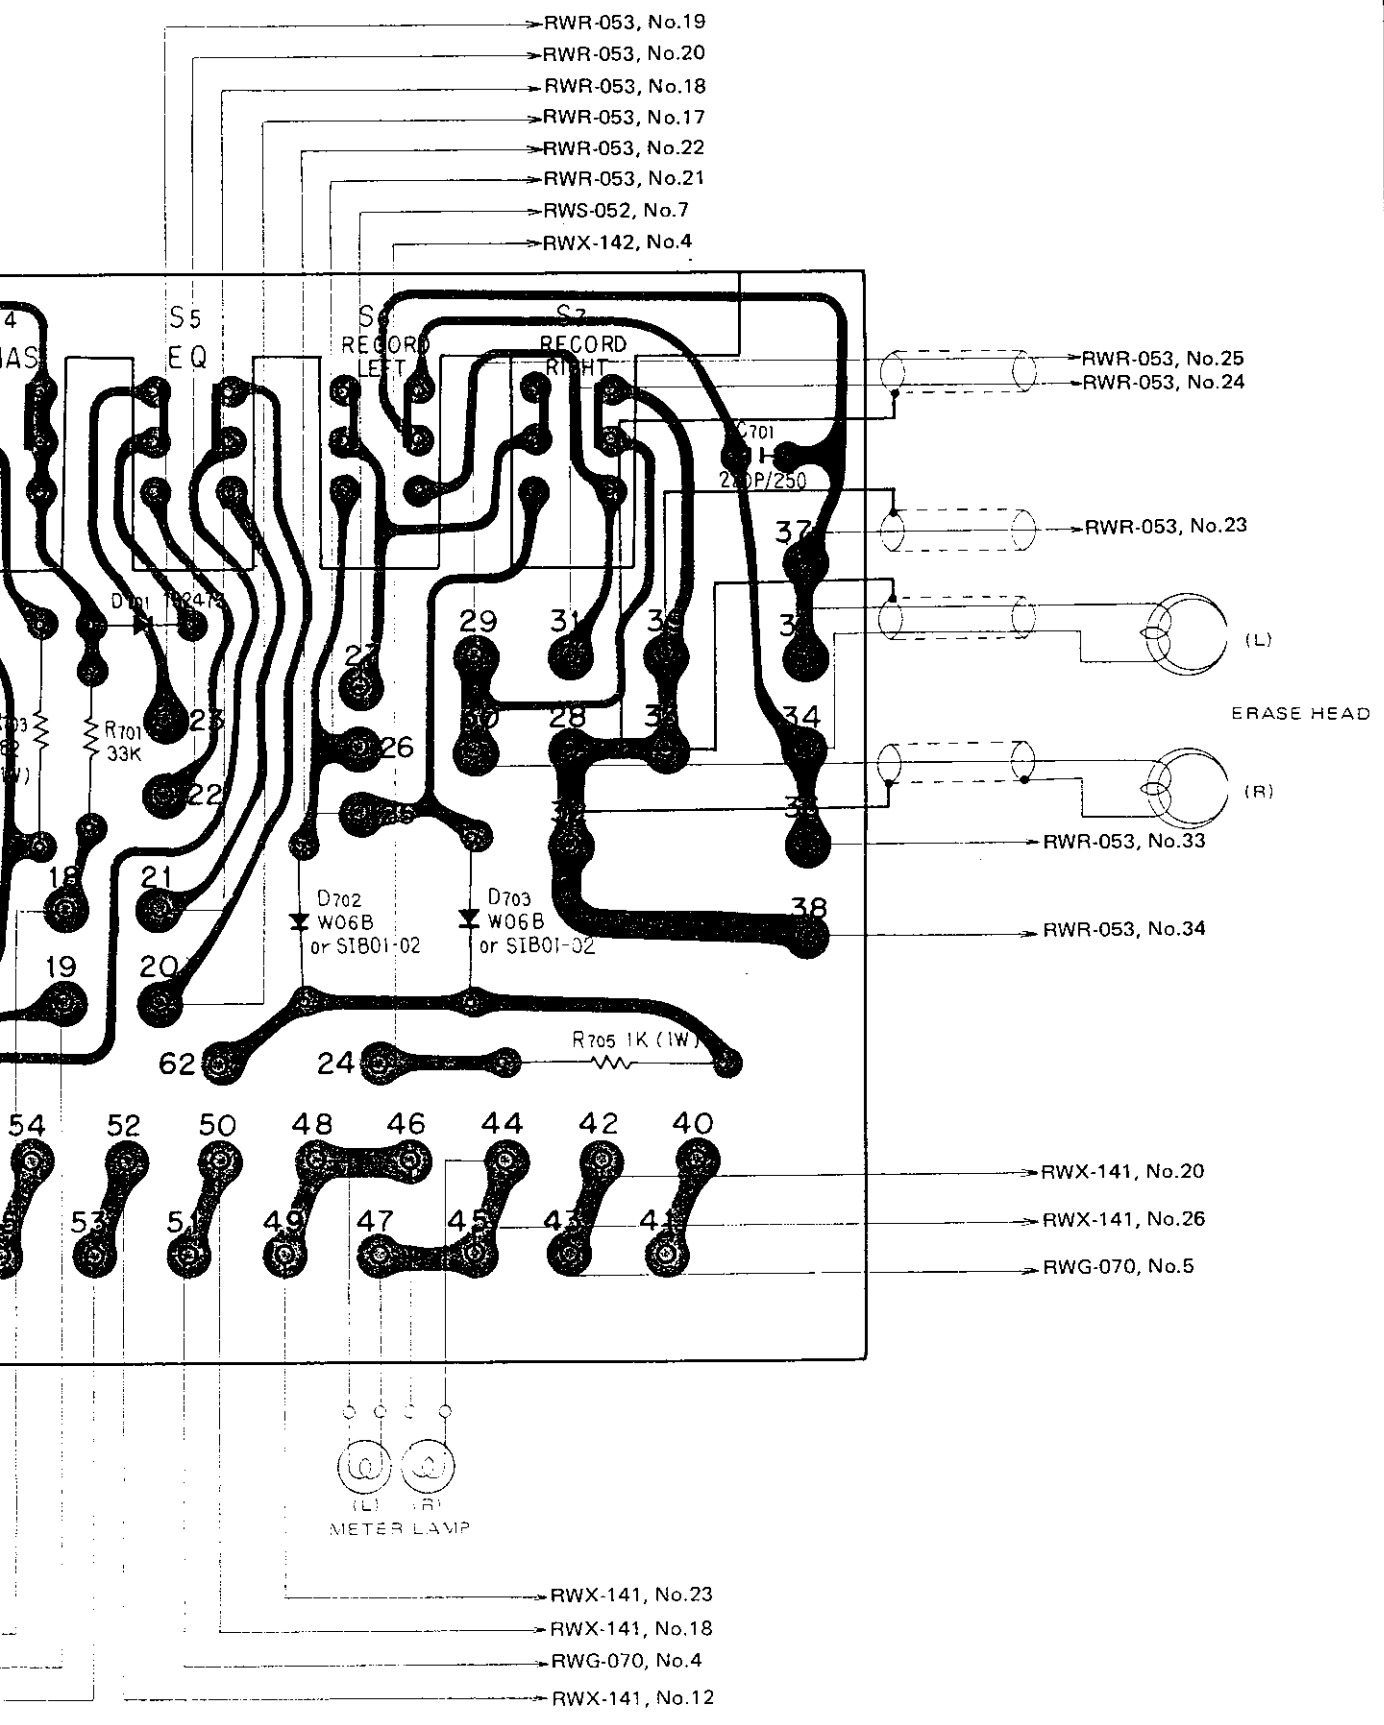 RWR-053, No.19
RWR-053, No.20
RWR-053, No.18
RWR-053, No.17
RWR-053, No.22
RWR-053, No.21
RWS-052, No.7
RWX-142, No.4
4
S5
EQ
RECORD
LEFT
S7
RECORD
RIGHT
RWR-053, No.25
RWR-053, No.24
C701
220P/250
37
RWR-053, No.23
D701
29
31
(L)
27
ERASE HEAD
R701
33K
23
28
34
26
22
(R)
RWR-053, No.33
18
21
D702
W06B
or SIB01-02
D703
W06B
or SIB01-02
38
RWR-053, No.34
19
20
62
24
R705 1K (1W)
54
52
50
48
46
44
42
40
RWX-141, No.20
53
51
49
47
45
43
41
RWX-141, No.26
RWG-070, No.5
(L) (R)
METER LAMP
RWX-141, No.23
RWX-141, No.18
RWG-070, No.4
RWX-141, No.12